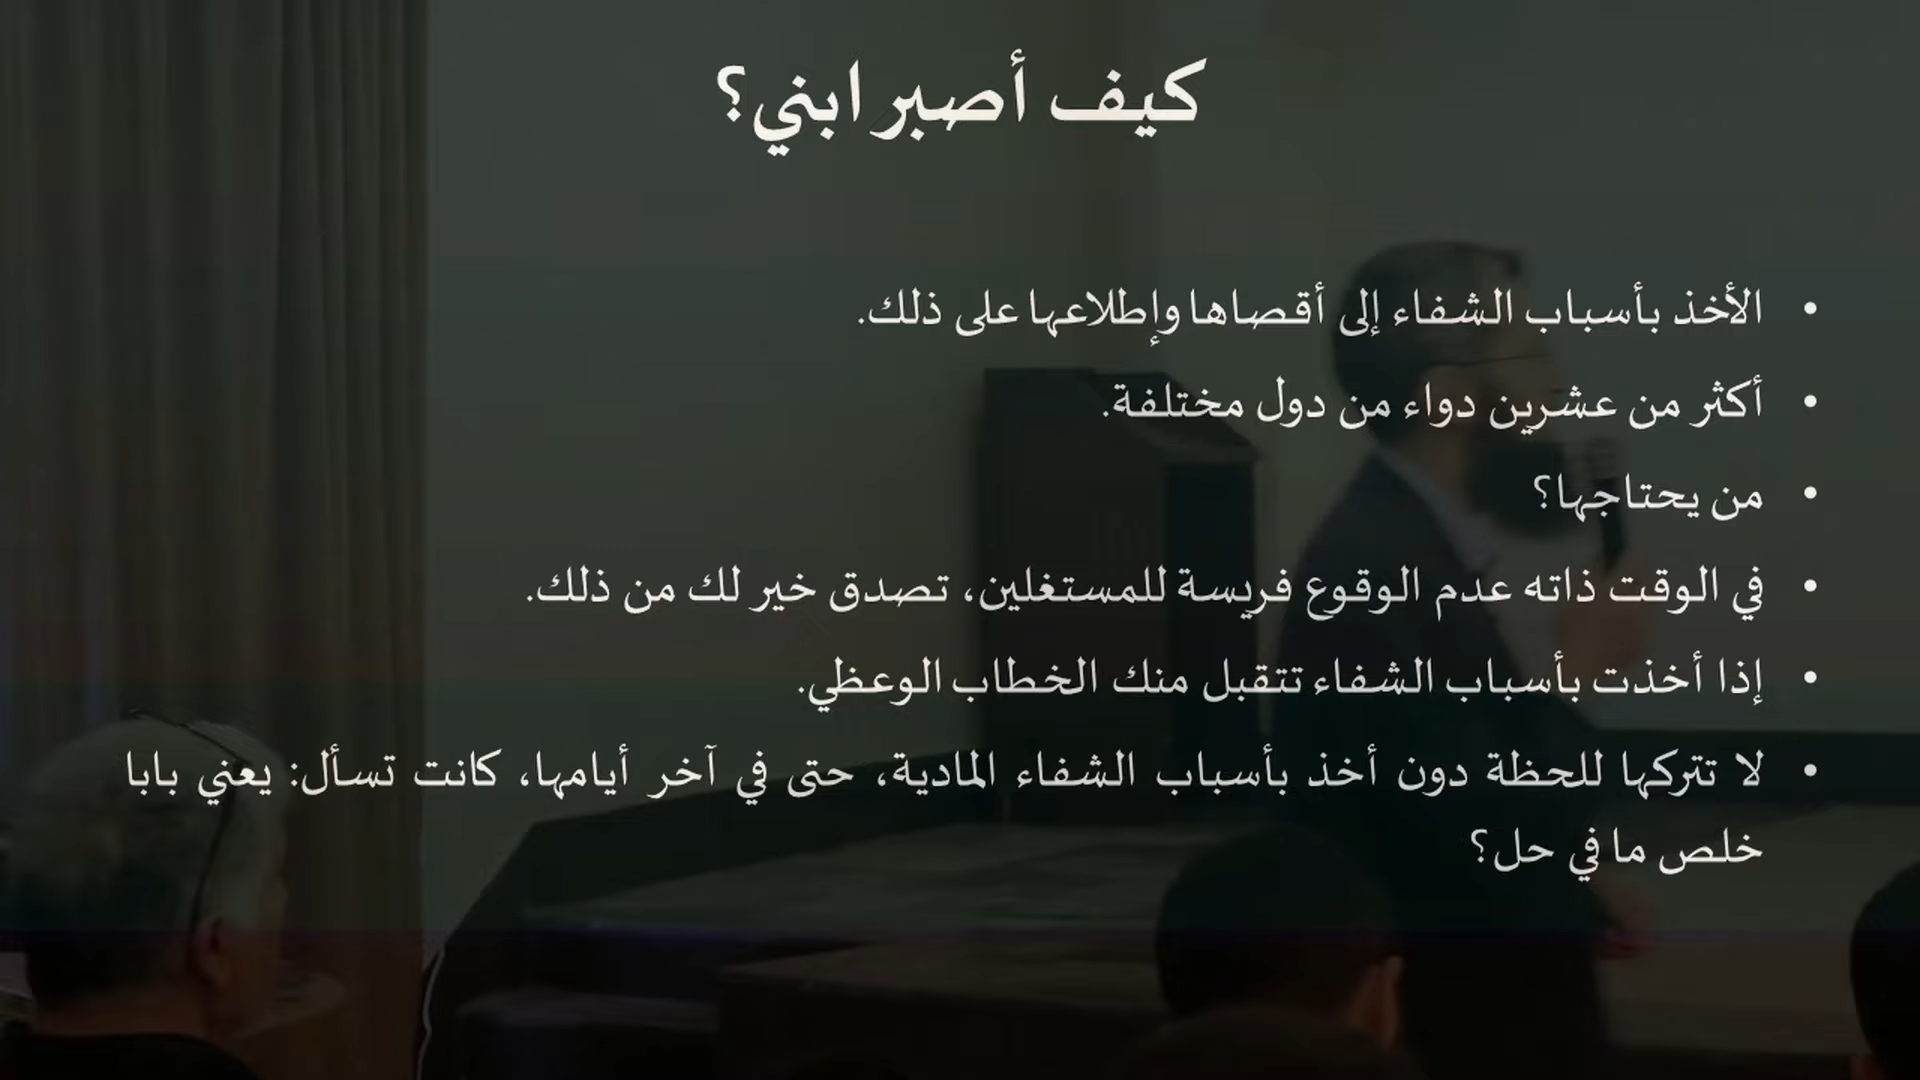 كيف أصبر ابني؟
• الأخذ بأسباب الشفاء إلى أقصاها وإطلاعها على ذلك.
• أكثر من عشرين دواء من دول مختلفة.
• من يحتاجها؟
• في الوقت ذاته عدم الوقوع فريسة للمستغلين، تصدق خير لك من ذلك.
• إذا أخذت بأسباب الشفاء تتقبل منك الخطاب الوعظي.
• لا تتركها للحظة دون أخذ بأسباب الشفاء المادية، حتى في آخر أيامها، كانت تسأل: يعني بابا
خلص ما في حل؟